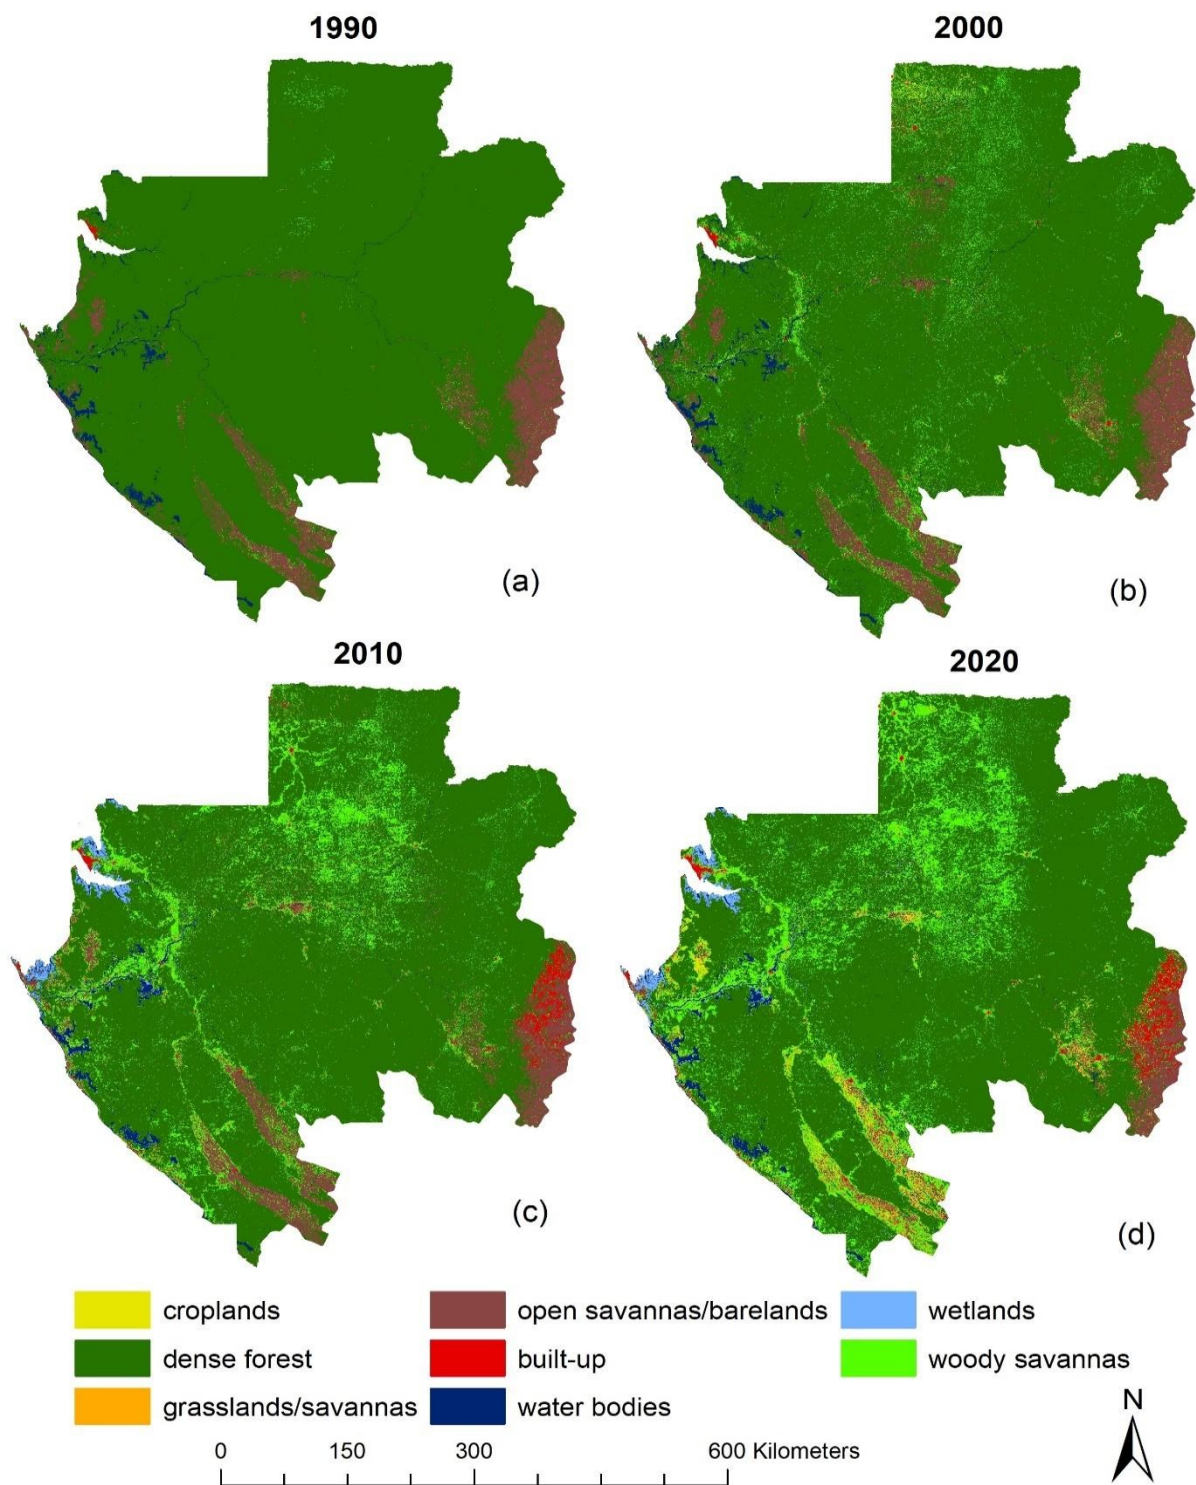 1990
2000
(a)
(b)
2010
2020
(c)
(d)
croplands
open savannas/barelands
wetlands
dense forest
built-up
woody savannas
grasslands/savannas
water bodies
N
0 150 300 600 Kilometers